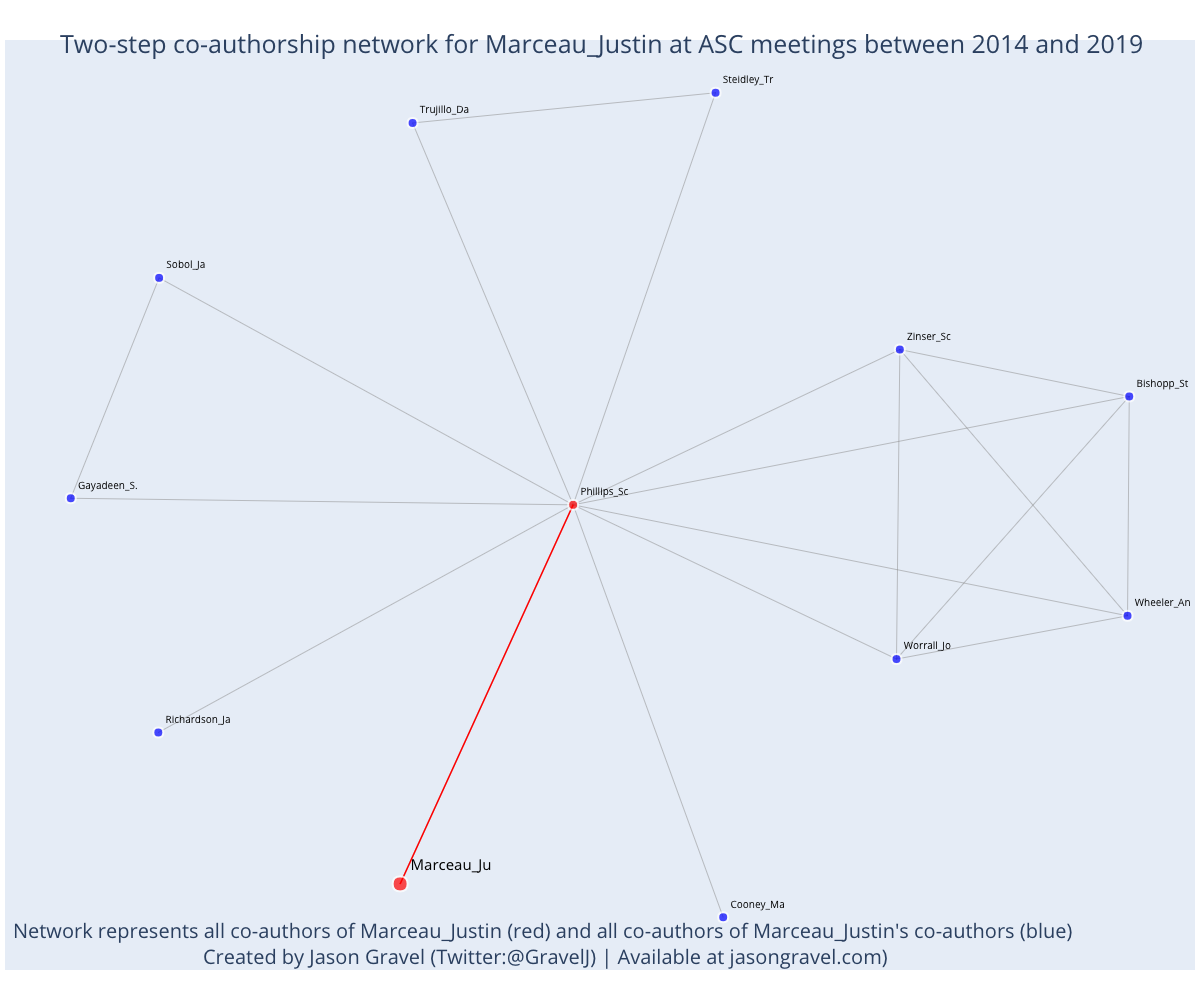 Two-step co-authorship network for Marceau_Justin at ASC meetings between 2014 and 2019
Steidley_Tr
Trujillo_Da
Sobol_Ja
Zinser_Sc
Bishopp_St
Gayadeen_S.
Phillips_Sc
Wheeler_An
Worrall_Jo
Richardson_Ja
Marceau_Ju
Cooney_Ma
Network represents all co-authors of Marceau_Justin (red) and all co-authors of Marceau_Justin's co-authors (blue)
Created by Jason Gravel (Twitter:@GravelJ) | Available at jasongravel.com)